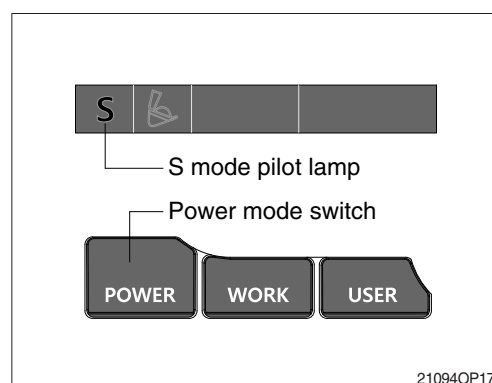 S
S mode pilot lamp
Power mode switch
POWER WORK USER
21094OP17